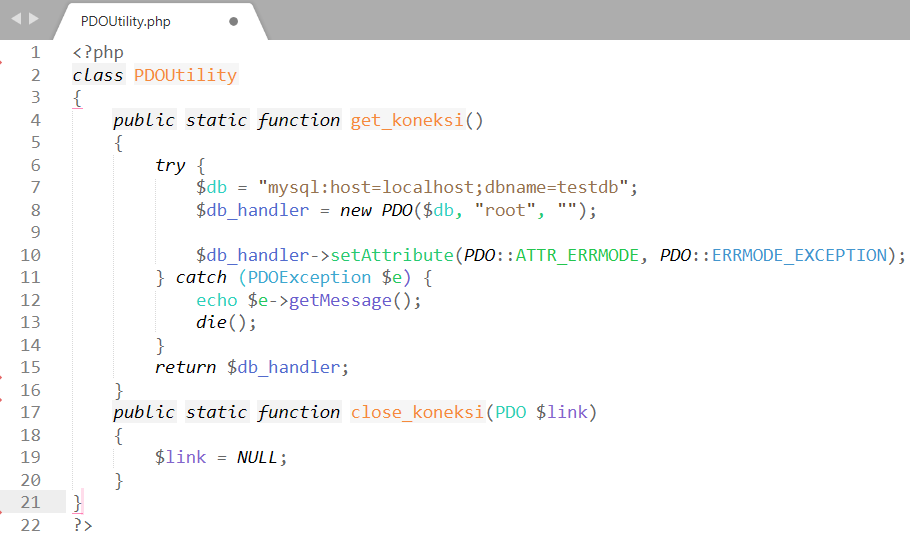 PDOUtility.php
1 <?php
2 class PDOUtility
3 {
4 public static function get_koneksi()
5 {
6 try {
7 $db = "mysql:host=localhost;dbname=testdb";
8 $db_handler = new PDO($db, "root", "");
9
10 $db_handler->setAttribute(PDO::ATTR_ERRMODE, PDO::ERRMODE_EXCEPTION);
11 } catch (PDOException $e) {
12 echo $e->getMessage();
13 die();
14 }
15 return $db_handler;
16 }
17 public static function close_koneksi(PDO $link)
18 {
19 $link = NULL;
20 }
21 }
22 ?>